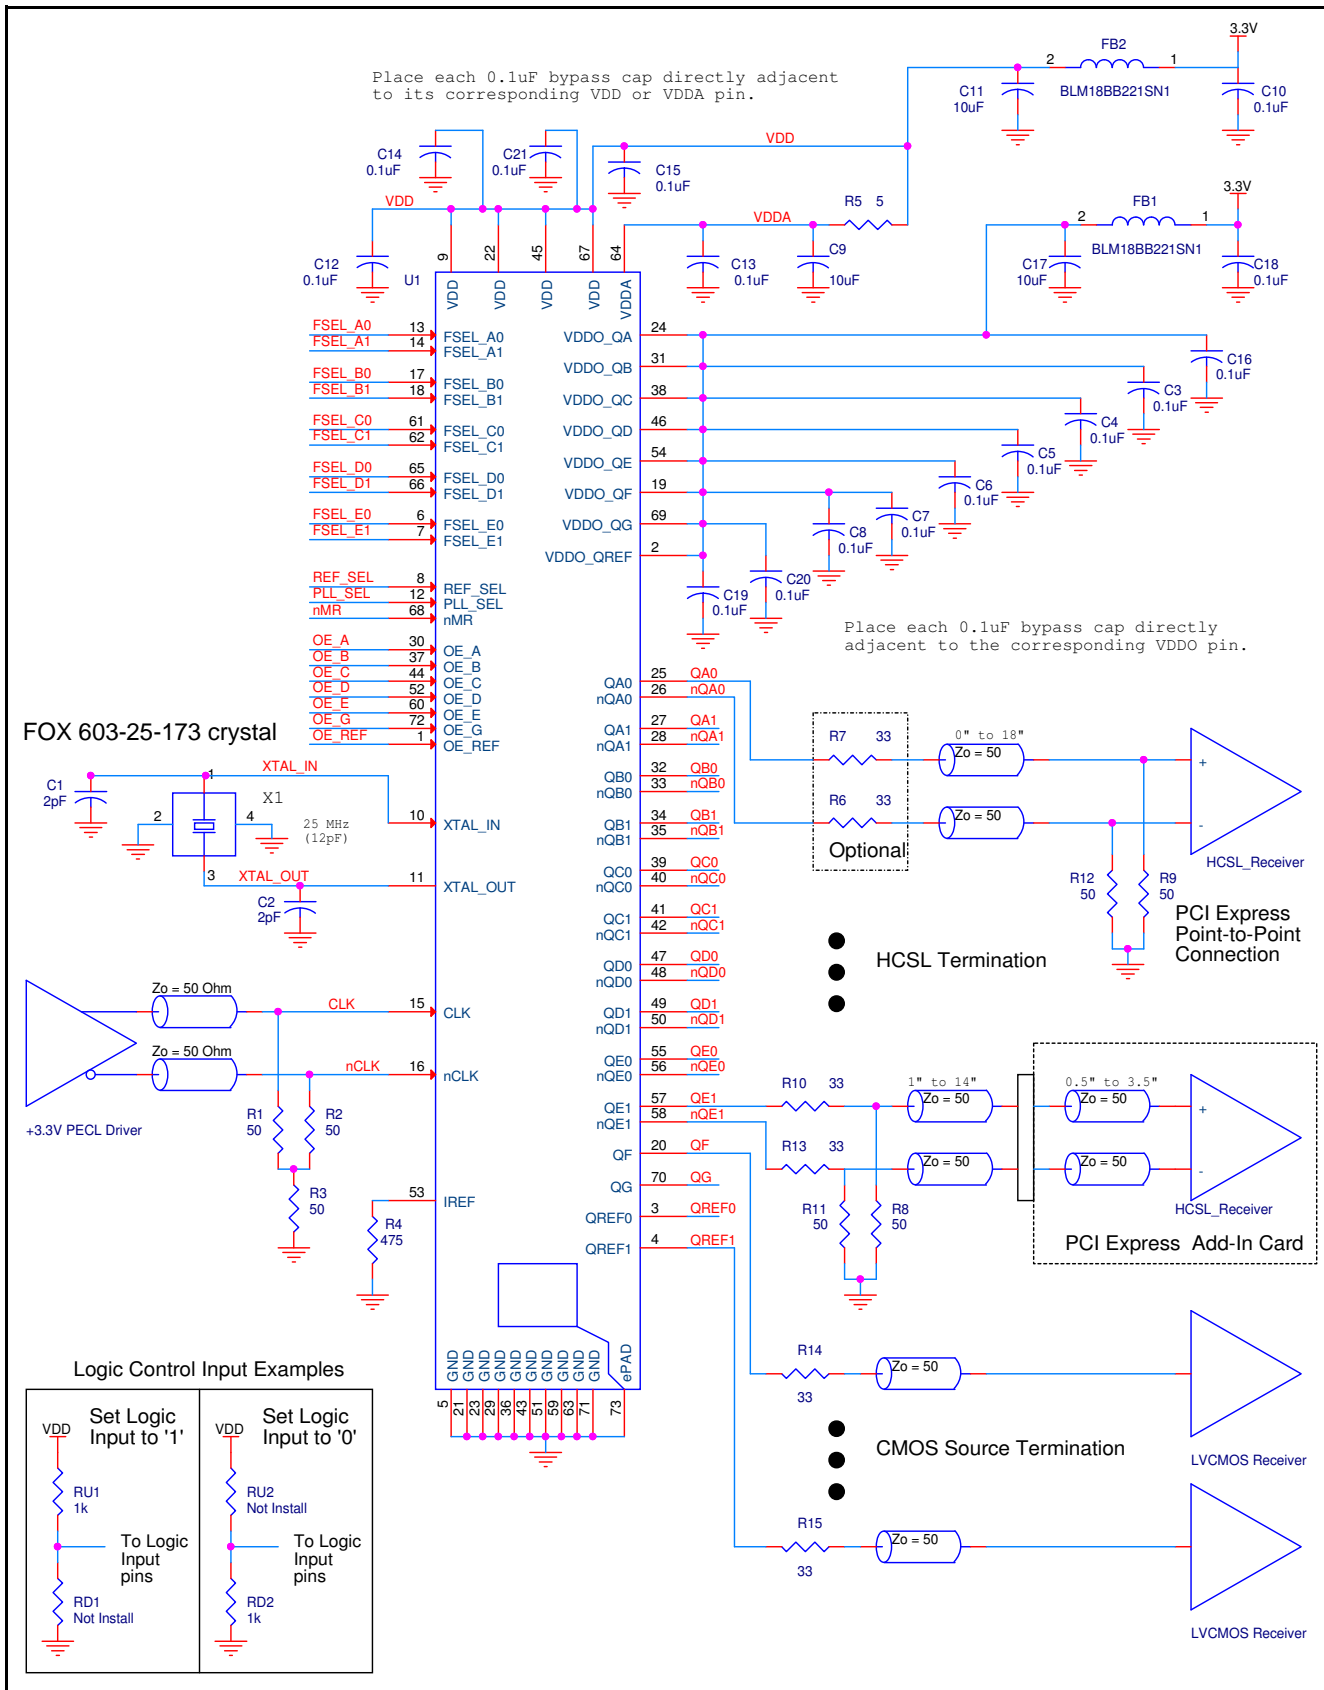 3.3V
FB2
2
1
BLM18BB221SN1
C11
10uF
C10
0.1uF
Place each 0.1uF bypass cap directly adjacent
to its corresponding VDD or VDDA pin.
VDD
C14
0.1uF
C21
0.1uF
C15
0.1uF
3.3V
FB1
2
1
BLM18BB221SN1
C17
10uF
C18
0.1uF
R5 5
VDD
VDDA
C12
0.1uF
C13
0.1uF
C9
10uF
U1
9
22
45
67
64
VDD
VDD
VDD
VDD
VDDA
FSEL_A0 13 FSEL_A0
FSEL_A1 14 FSEL_A1
FSEL_B0 17 FSEL_B0
FSEL_B1 18 FSEL_B1
FSEL_C0 61 FSEL_C0
FSEL_C1 62 FSEL_C1
FSEL_D0 65 FSEL_D0
FSEL_D1 66 FSEL_D1
FSEL_E0 6 FSEL_E0
FSEL_E1 7 FSEL_E1
REF_SEL 8 REF_SEL
PLL_SEL 12 PLL_SEL
nMR 68 nMR
OE_A 30 OE_A
OE_B 37 OE_B
OE_C 44 OE_C
OE_D 52 OE_D
OE_E 60 OE_E
OE_G 72 OE_G
OE_REF 1 OE_REF
VDDO_QA 24
VDDO_QB 31
VDDO_QC 38
VDDO_QD 46
VDDO_QE 54
VDDO_QF 19
VDDO_QG 69
VDDO_QREF 2
C16
0.1uF
C3
0.1uF
C4
0.1uF
C5
0.1uF
C6
0.1uF
C7
0.1uF
C8
0.1uF
C20
0.1uF
C19
0.1uF
Place each 0.1uF bypass cap directly
adjacent to the corresponding VDDO pin.
FOX 603-25-173 crystal
C1
2pF
1
XTAL_IN
X1
2
4
25 MHz
(12pF)
3
XTAL_OUT
C2
2pF
10 XTAL_IN
11 XTAL_OUT
QA0 25 QA0
nQA0 26 nQA0
QA1 27 QA1
nQA1 28 nQA1
QB0 32 QB0
nQB0 33 nQB0
QB1 34 QB1
nQB1 35 nQB1
QC0 39 QC0
nQC0 40 nQC0
QC1 41 QC1
nQC1 42 nQC1
QD0 47 QD0
nQD0 48 nQD0
QD1 49 QD1
nQD1 50 nQD1
QE0 55 QE0
nQE0 56 nQE0
QE1 57 QE1
nQE1 58 nQE1
QF 20 QF
QG 70 QG
QREF0 3 QREF0
QREF1 4 QREF1
R7 33
R6 33
Optional
0" to 18"
Zo = 50
Zo = 50
+
-
HCSL_Receiver
R12
50
R9
50
PCI Express
Point-to-Point
Connection
HCSL Termination
Zo = 50 Ohm
CLK
15 CLK
Zo = 50 Ohm
nCLK
16 nCLK
+3.3V PECL Driver
R1
50
R2
50
R3
50
53 IREF
R4
475
R10 33
R13 33
R11
50
R8
50
1" to 14"
Zo = 50
Zo = 50
0.5" to 3.5"
Zo = 50
Zo = 50
+
-
HCSL_Receiver
PCI Express Add-In Card
GND
GND
GND
GND
GND
GND
GND
GND
GND
GND
ePAD
5
21
23
29
36
43
51
59
63
71
73
R14
33
Zo = 50
LVCMOS Receiver
CMOS Source Termination
R15
33
Zo = 50
LVCMOS Receiver
Logic Control Input Examples
Set Logic
Input to '1'
VDD
RU1
1k
To Logic
Input
pins
RD1
Not Install
Set Logic
Input to '0'
VDD
RU2
Not Install
To Logic
Input
pins
RD2
1k